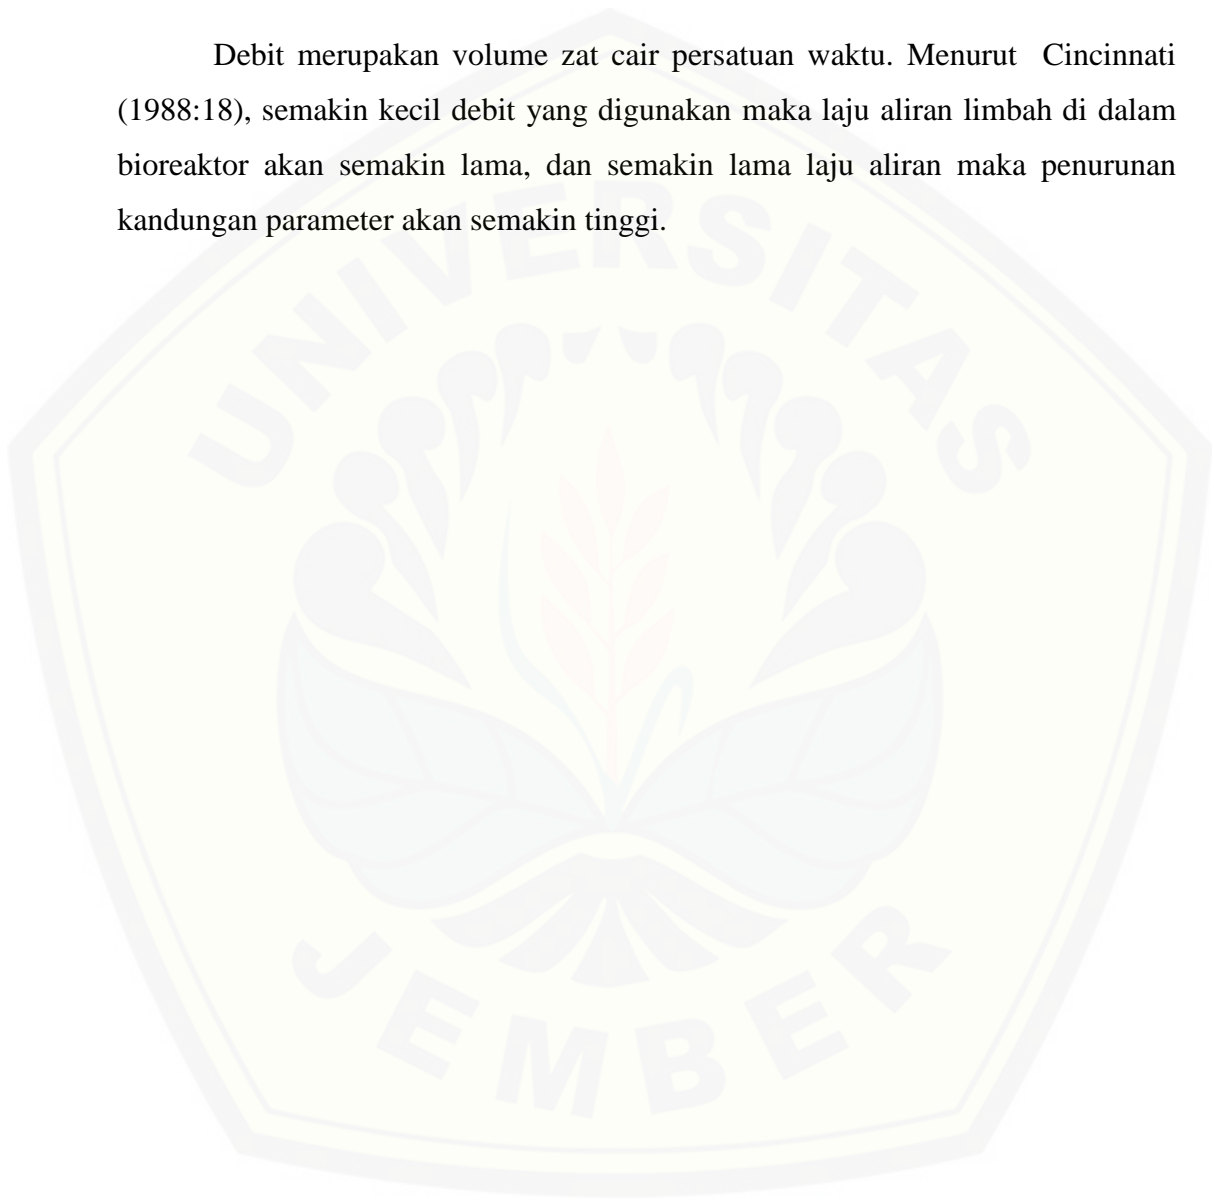 Debit merupakan volume zat cair persatuan waktu. Menurut Cincinnati
(1988:18), semakin kecil debit yang digunakan maka laju aliran limbah di dalam
bioreaktor akan semakin lama, dan semakin lama laju aliran maka penurunan
kandungan parameter akan semakin tinggi.
UNIVERSITAS
JEMBER